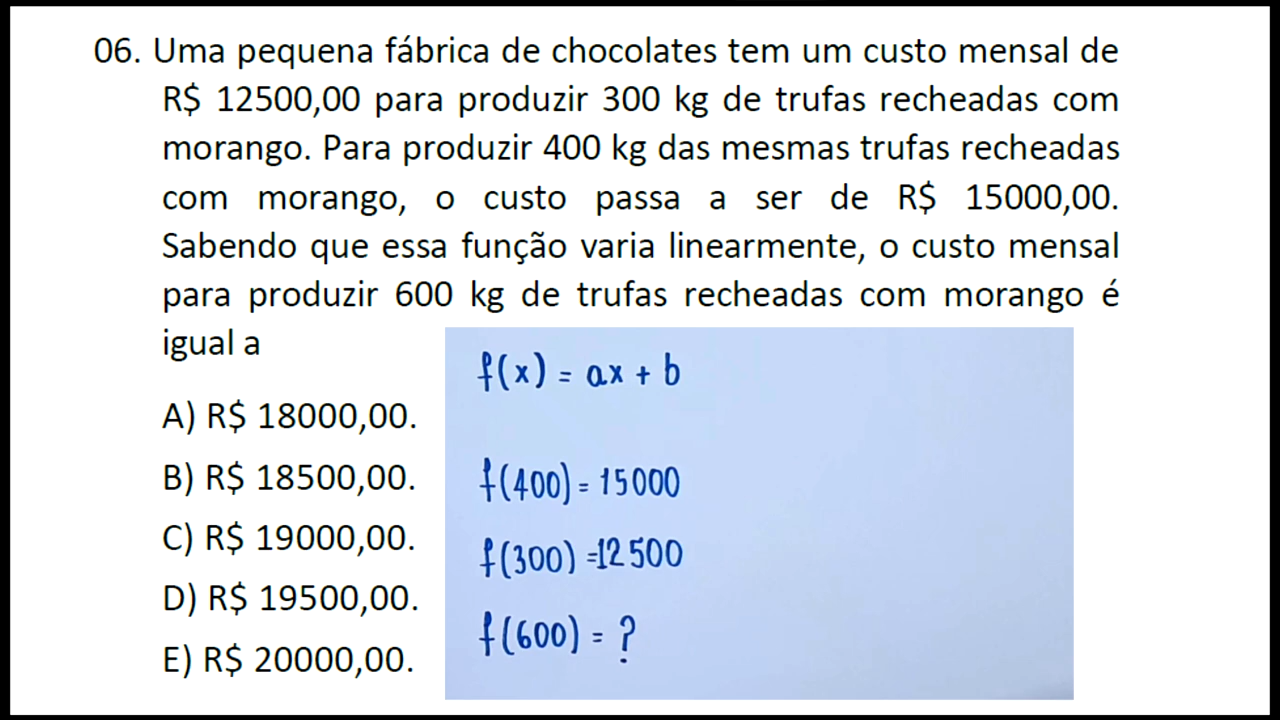 06. Uma pequena fábrica de chocolates tem um custo mensal de
R$ 12500,00 para produzir 300 kg de trufas recheadas com
morango. Para produzir 400 kg das mesmas trufas recheadas
com morango, o custo passa a ser de R$ 15000,00.
Sabendo que essa função varia linearmente, o custo mensal
para produzir 600 kg de trufas recheadas com morango é
igual a
A) R$ 18000,00.
B) R$ 18500,00.
C) R$ 19000,00.
D) R$ 19500,00.
E) R$ 20000,00.
f(x) = ax + b
f(400) = 15000
f(300) = 12500
f(600) = ?